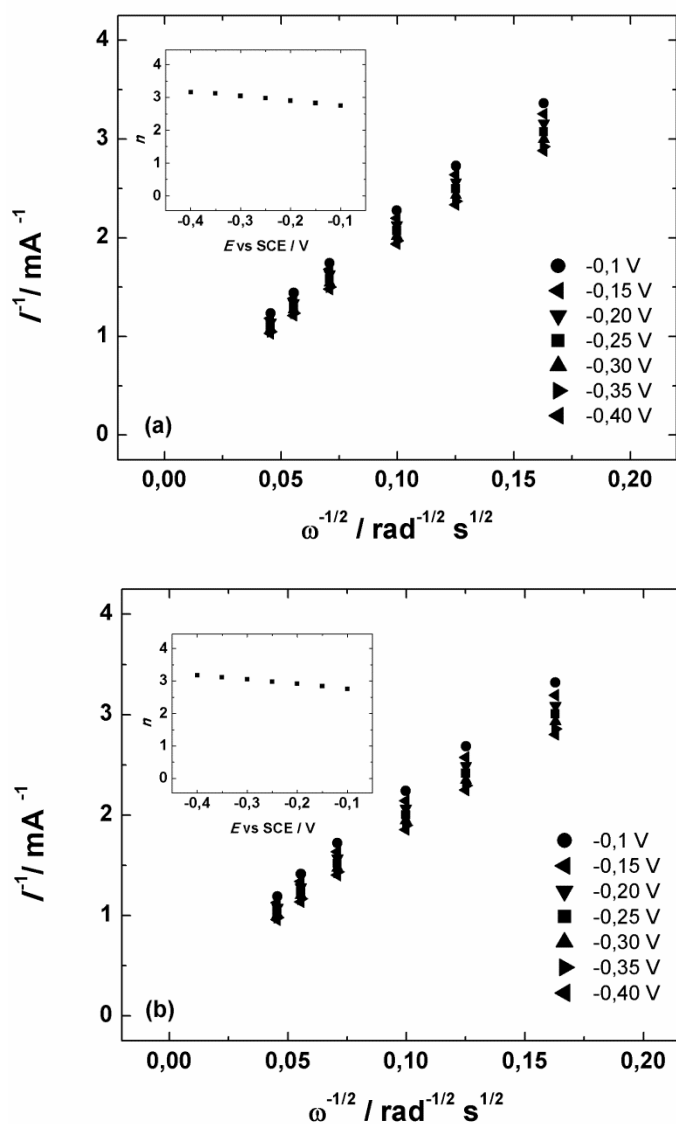 4
3
2
1
0
I⁻¹/ mA⁻¹
4
3
2
1
0
n
-0,4 -0,3 -0,2 -0,1
E vs SCE / V
-0,1 V
-0,15 V
-0,20 V
-0,25 V
-0,30 V
-0,35 V
-0,40 V
(a)
0,00 0,05 0,10 0,15 0,20
ω⁻¹/² / rad⁻¹/² s¹/²
4
3
2
1
0
I⁻¹/ mA⁻¹
4
3
2
1
0
n
-0,4 -0,3 -0,2 -0,1
E vs SCE / V
-0,1 V
-0,15 V
-0,20 V
-0,25 V
-0,30 V
-0,35 V
-0,40 V
(b)
0,00 0,05 0,10 0,15 0,20
ω⁻¹/² / rad⁻¹/² s¹/²